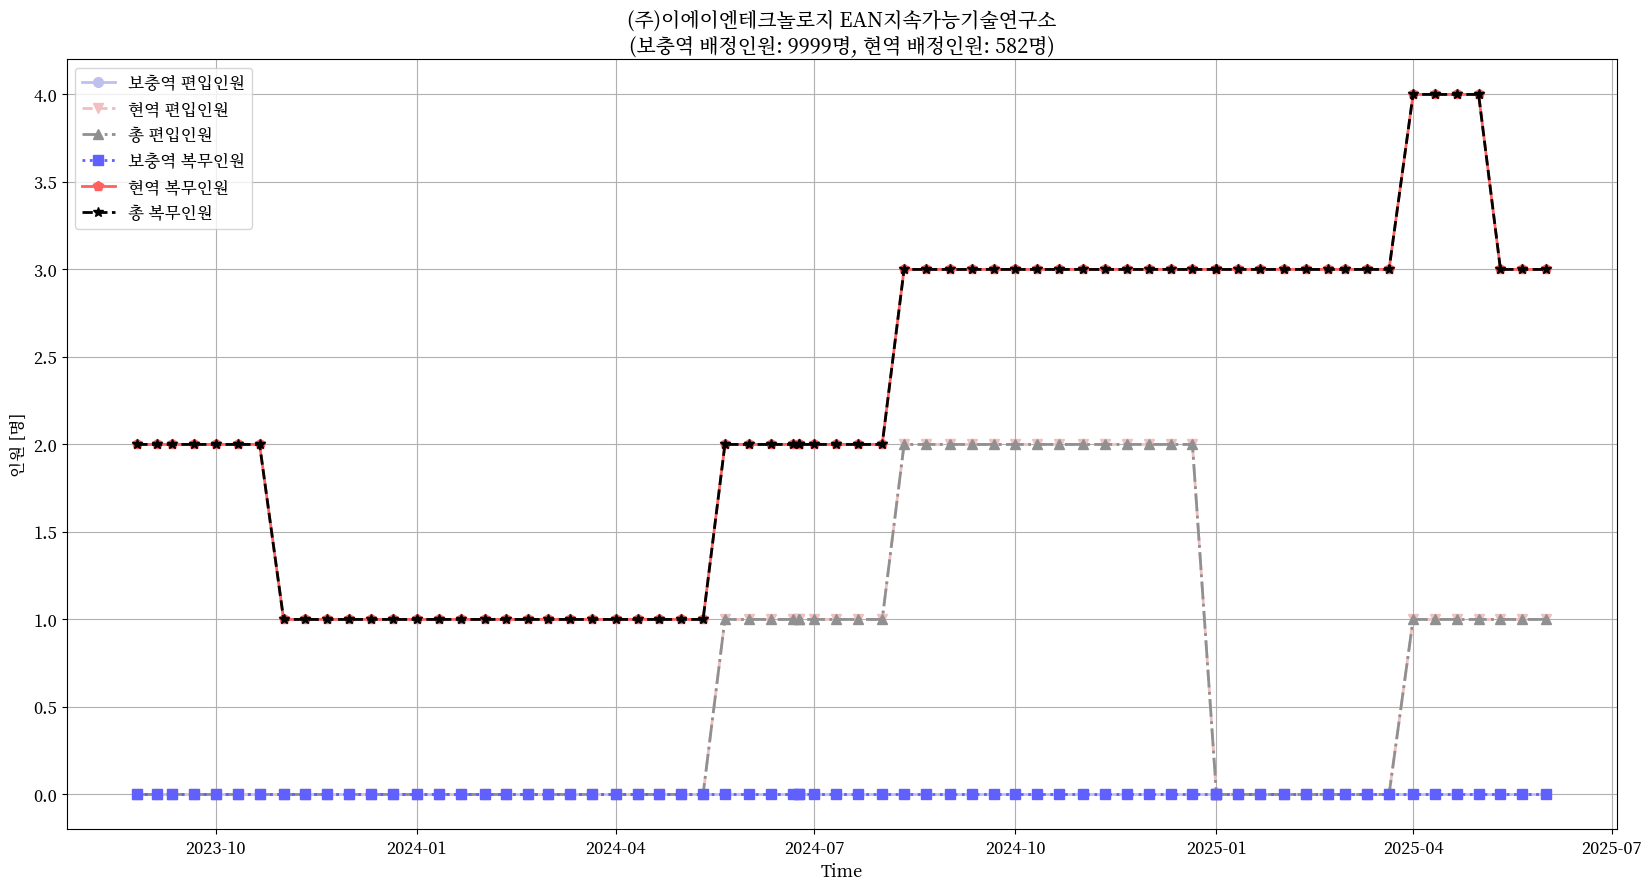 (주)이에이엔테크놀로지 EAN지속가능기술연구소
(보충역 배정인원: 9999명, 현역 배정인원: 582명)
보충역 편입인원
현역 편입인원
총 편입인원
보충역 복무인원
현역 복무인원
총 복무인원
4.0
3.5
3.0
2.5
2.0
1.5
1.0
0.5
0.0
인원 [명]
2023-10
2024-01
2024-04
2024-07
2024-10
2025-01
2025-04
2025-07
Time